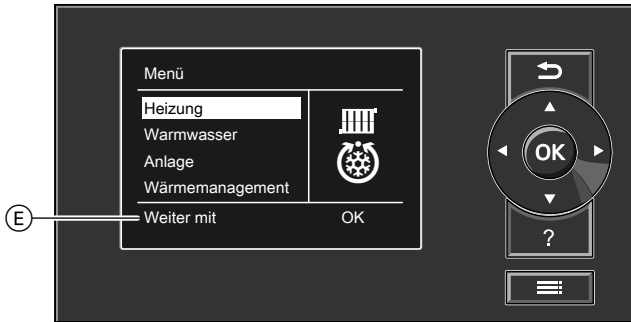 Menü
Heizung
Warmwasser
Anlage
Wärmemanagement
Weiter mit OK
E
OK
?